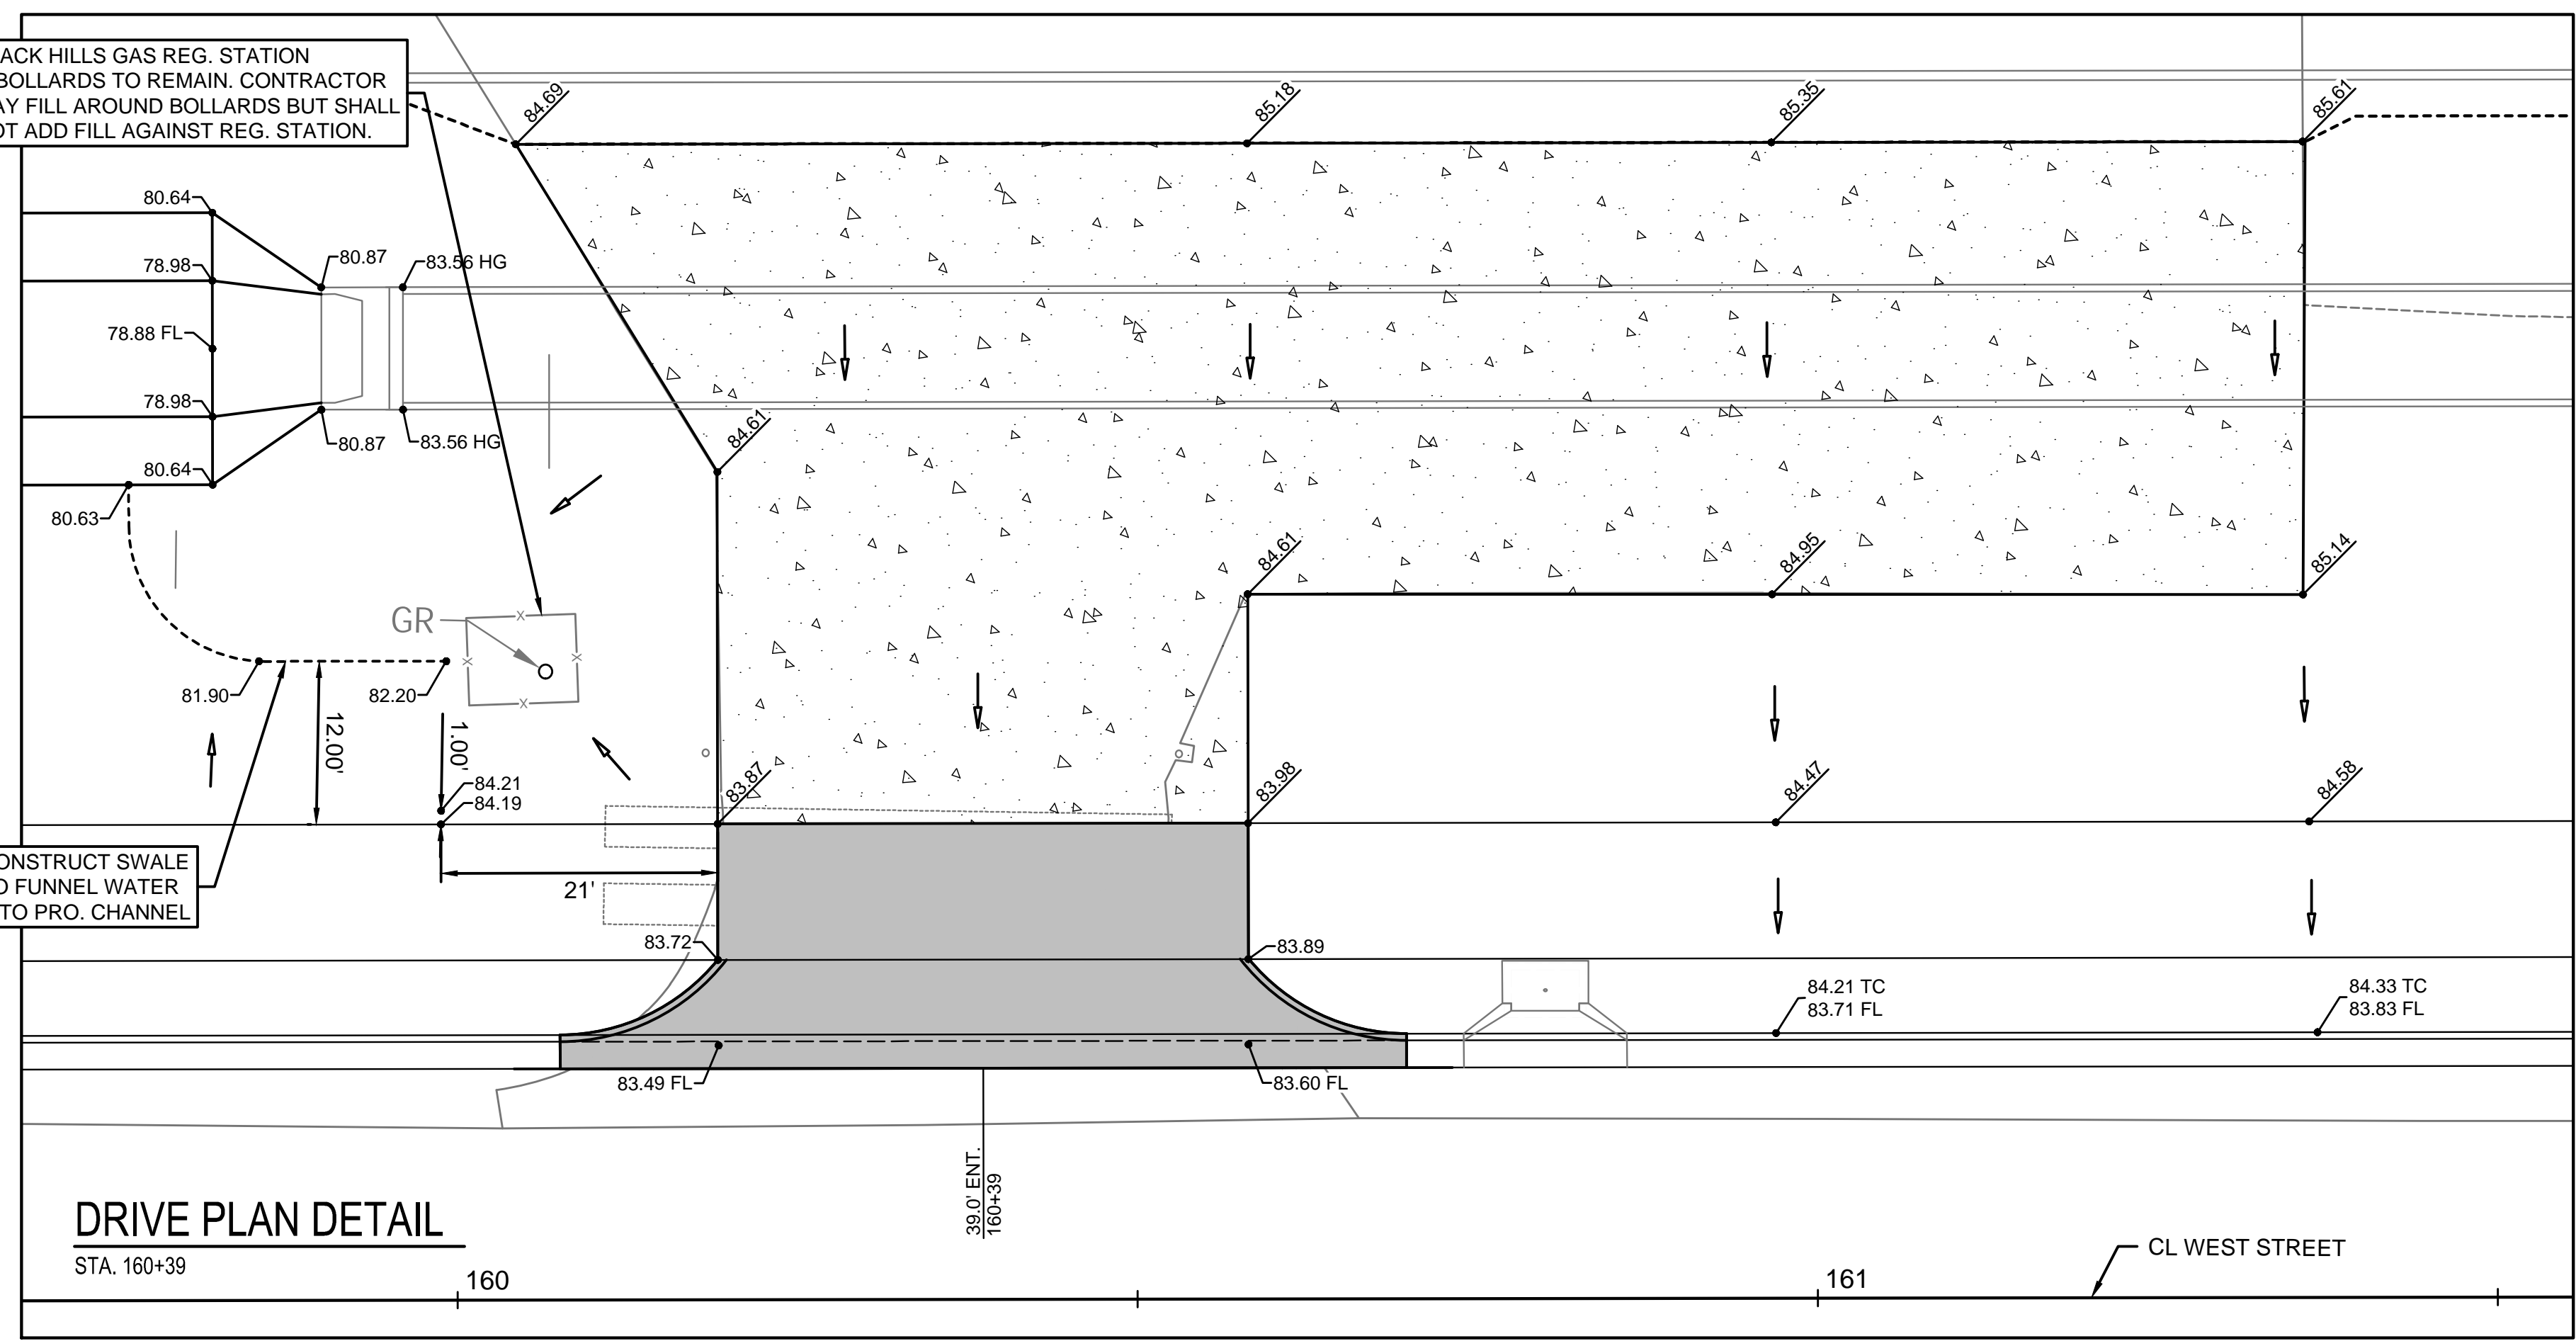 ACK HILLS GAS REG. STATION
BOLLARDS TO REMAIN. CONTRACTOR
AY FILL AROUND BOLLARDS BUT SHALL
OT ADD FILL AGAINST REG. STATION.
84.69
85.18
85.35
85.61
80.64
78.98
80.87
83.56 HG
78.88 FL
78.98
80.87
83.56 HG
84.61
80.64
80.63
84.61
84.95
85.14
GR
X
X
X
X
81.90
82.20
12.00'
1.00'
84.21
84.19
83.87
83.98
84.47
84.58
ONSTRUCT SWALE
O FUNNEL WATER
TO PRO. CHANNEL
21'
83.72
83.89
84.21 TC
83.71 FL
84.33 TC
83.83 FL
83.49 FL
83.60 FL
39.0' ENT.
160+39
DRIVE PLAN DETAIL
STA. 160+39
CL WEST STREET
160
161